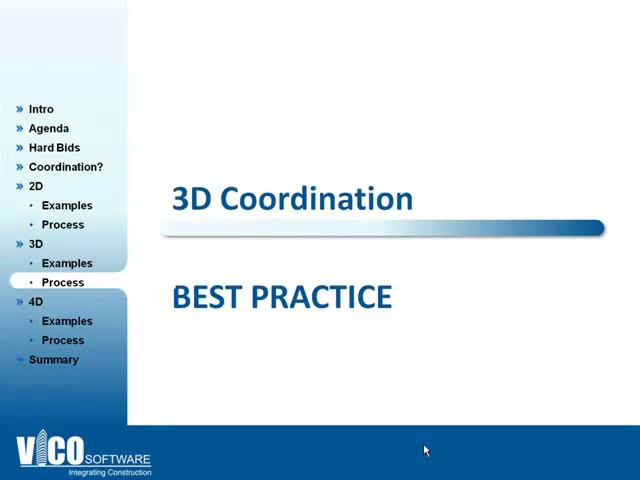 Intro
Agenda
Hard Bids
Coordination?
2D
Examples
Process
3D
Examples
Process
4D
Examples
Process
Summary
3D Coordination
BEST PRACTICE
VICO SOFTWARE
Integrating Construction